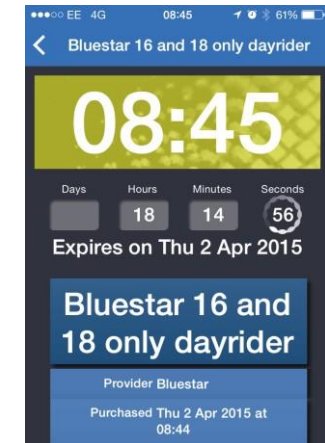 EE 4G 08:45 61%
Bluestar 16 and 18 only dayrider
08:45
Days Hours Minutes Seconds
18 14 56
Expires on Thu 2 Apr 2015
Bluestar 16 and
18 only dayrider
Provider Bluestar
Purchased Thu 2 Apr 2015 at
08:44